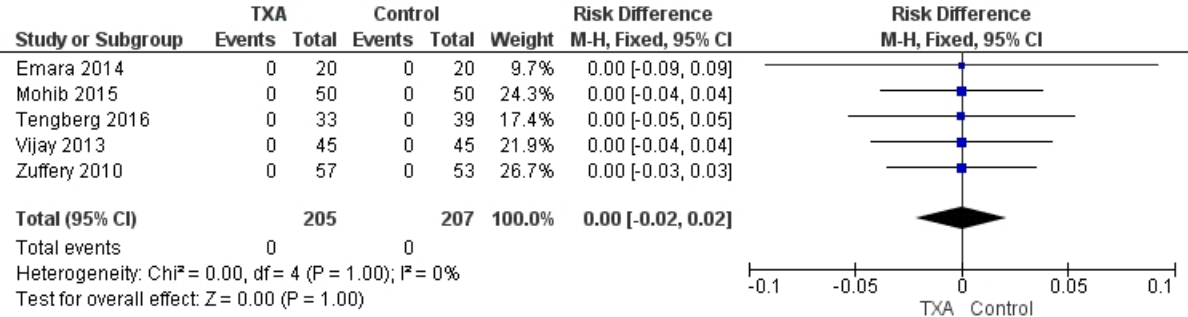 TXA Control Risk Difference Risk Difference
Study or Subgroup Events Total Events Total Weight M-H, Fixed, 95% CI M-H, Fixed, 95% CI
Emara 2014 0 20 0 20 9.7% 0.00 [-0.09, 0.09]
Mohib 2015 0 50 0 50 24.3% 0.00 [-0.04, 0.04]
Tengberg 2016 0 33 0 39 17.4% 0.00 [-0.05, 0.05]
Vijay 2013 0 45 0 45 21.9% 0.00 [-0.04, 0.04]
Zuffery 2010 0 57 0 53 26.7% 0.00 [-0.03, 0.03]
Total (95% CI) 205 207 100.0% 0.00 [-0.02, 0.02]
Total events 0 0
Heterogeneity: Chi² = 0.00, df = 4 (P = 1.00); I² = 0%
Test for overall effect: Z = 0.00 (P = 1.00)
-0.1 -0.05 0 0.05 0.1
TXA Control